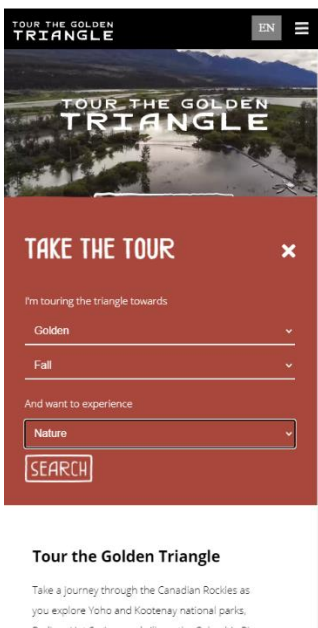 TOUR THE GOLDEN
TRIANGLE
EN
TOUR THE GOLDEN
TRIANGLE
TAKE THE TOUR
I'm touring the triangle towards
Golden
Fall
And want to experience
Nature
SEARCH
Tour the Golden Triangle
Take a journey through the Canadian Rockies as
you explore Yoho and Kootenay national parks,